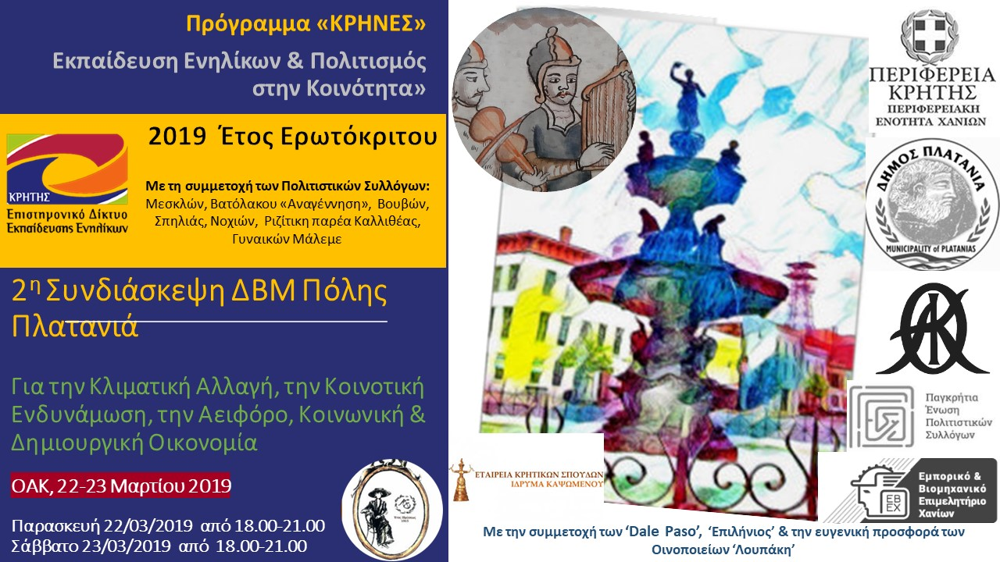 Πρόγραμμα «ΚΡΗΝΕΣ»
Εκπαίδευση Ενηλίκων & Πολιτισμός
στην Κοινότητα»
2019 Έτος Ερωτόκριτου
Με τη συμμετοχή των Πολιτιστικών Συλλόγων:
Μεσκλών, Βατόλακου «Αναγέννηση», Βουβών,
Σπηλιάς, Νοχιών, Ριζίτικη παρέα Καλλιθέας,
Γυναικών Μάλεμε
ΚΡΗΤΗΣ
Επιστημονικό Δίκτυο
Εκπαίδευσης Ενηλίκων
2η Συνδιάσκεψη ΔΒΜ Πόλης
Πλατανιά
Για την Κλιματική Αλλαγή, την Κοινοτική
Ενδυνάμωση, την Αειφόρο, Κοινωνική &
Δημιουργική Οικονομία
ΟΑΚ, 22-23 Μαρτίου 2019
Παρασκευή 22/03/2019 από 18.00-21.00
Σάββατο 23/03/2019 από 18.00-21.00
ΠΕΡΙΦΕΡΕΙΑ
ΚΡΗΤΗΣ
ΠΕΡΙΦΕΡΕΙΑΚΗ
ΕΝΟΤΗΤΑ ΧΑΝΙΩΝ
ΔΗΜΟΣ ΠΛΑΤΑΝΙΑ
MUNICIPALITY of PLATANIAS
ΟΑΚ
Παγκρήτια
Ένωση
Πολιτιστικών
Συλλόγων
ΕΤΑΙΡΕΙΑ ΚΡΗΤΙΚΩΝ ΣΠΟΥΔΩΝ
ΙΔΡΥΜΑ ΚΑΨΩΜΕΝΟΥ
ΕΒ
ΕΧ
Εμπορικό &
Βιομηχανικό
Επιμελητήριο
Χανίων
Με την συμμετοχή των ‘Dale Paso’, ‘Επιλήνιος’ & την ευγενική προσφορά των
Οινοποιείων ‘Λουπάκη’